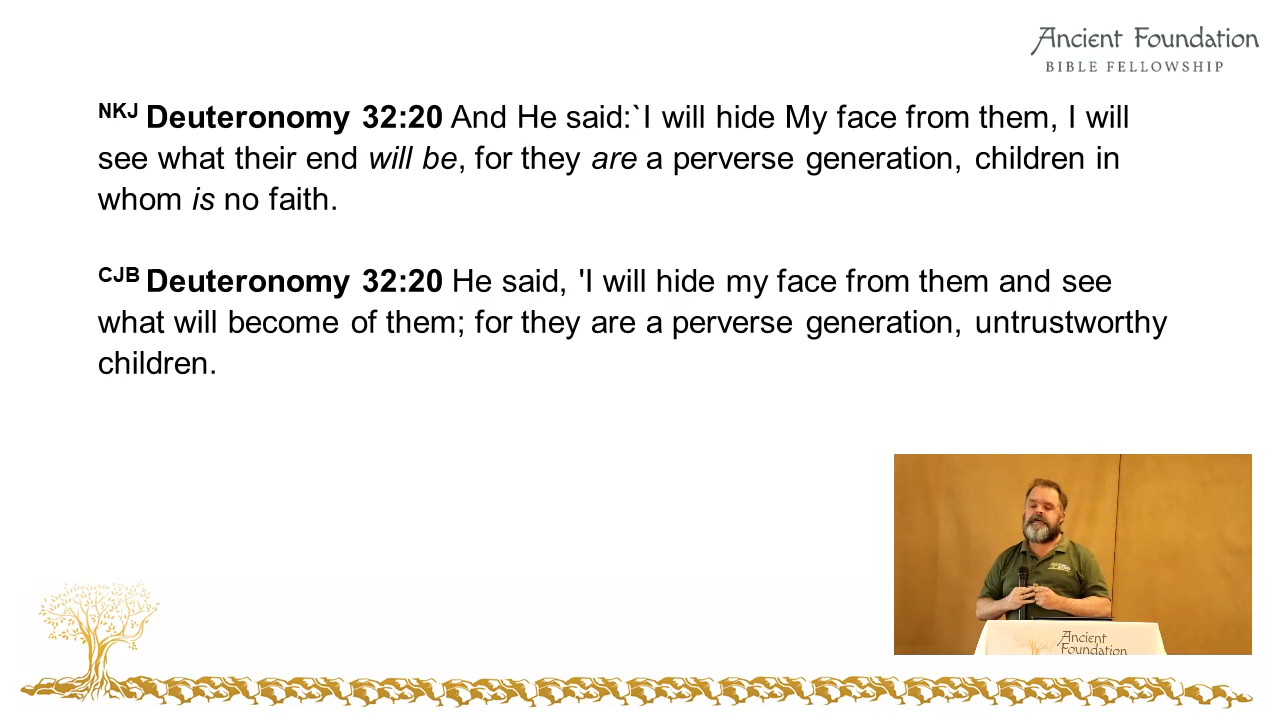 Ancient Foundation
BIBLE FELLOWSHIP
NKJ Deuteronomy 32:20 And He said:`I will hide My face from them, I will
see what their end will be, for they are a perverse generation, children in
whom is no faith.
CJB Deuteronomy 32:20 He said, 'I will hide my face from them and see
what will become of them; for they are a perverse generation, untrustworthy
children.
Ancient
Foundation